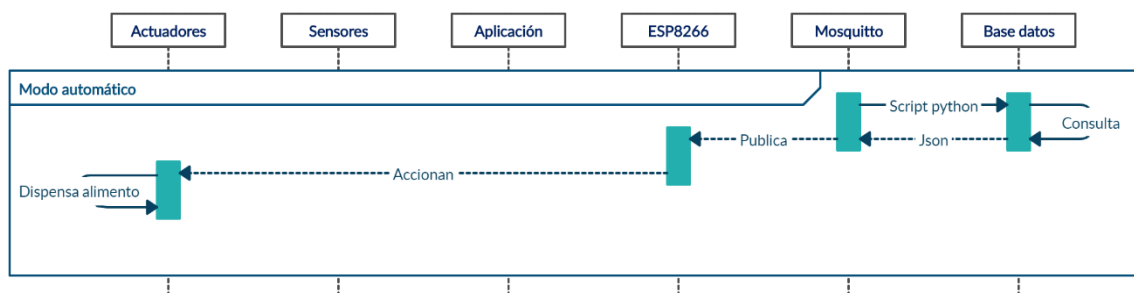 Actuadores
Sensores
Aplicación
ESP8266
Mosquitto
Base datos
Modo automático
Script python
Consulta
Publica
Json
Accionan
Dispensa alimento